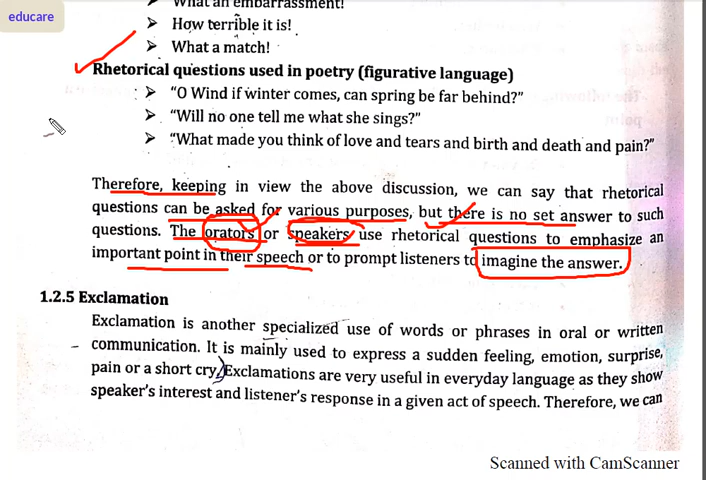 educare
➤ What an embarrassment!
➤ How terrible it is!
➤ What a match!
Rhetorical questions used in poetry (figurative language)
➤ "O Wind if winter comes, can spring be far behind?"
➤ "Will no one tell me what she sings?"
➤ "What made you think of love and tears and birth and death and pain?"
Therefore, keeping in view the above discussion, we can say that rhetorical
questions can be asked for various purposes, but there is no set answer to such
questions. The orators or speakers use rhetorical questions to emphasize an
important point in their speech or to prompt listeners to imagine the answer.
1.2.5 Exclamation
Exclamation is another specialized use of words or phrases in oral or written
communication. It is mainly used to express a sudden feeling, emotion, surprise,
pain or a short cry. Exclamations are very useful in everyday language as they show
speaker's interest and listener's response in a given act of speech. Therefore, we can
Scanned with CamScanner